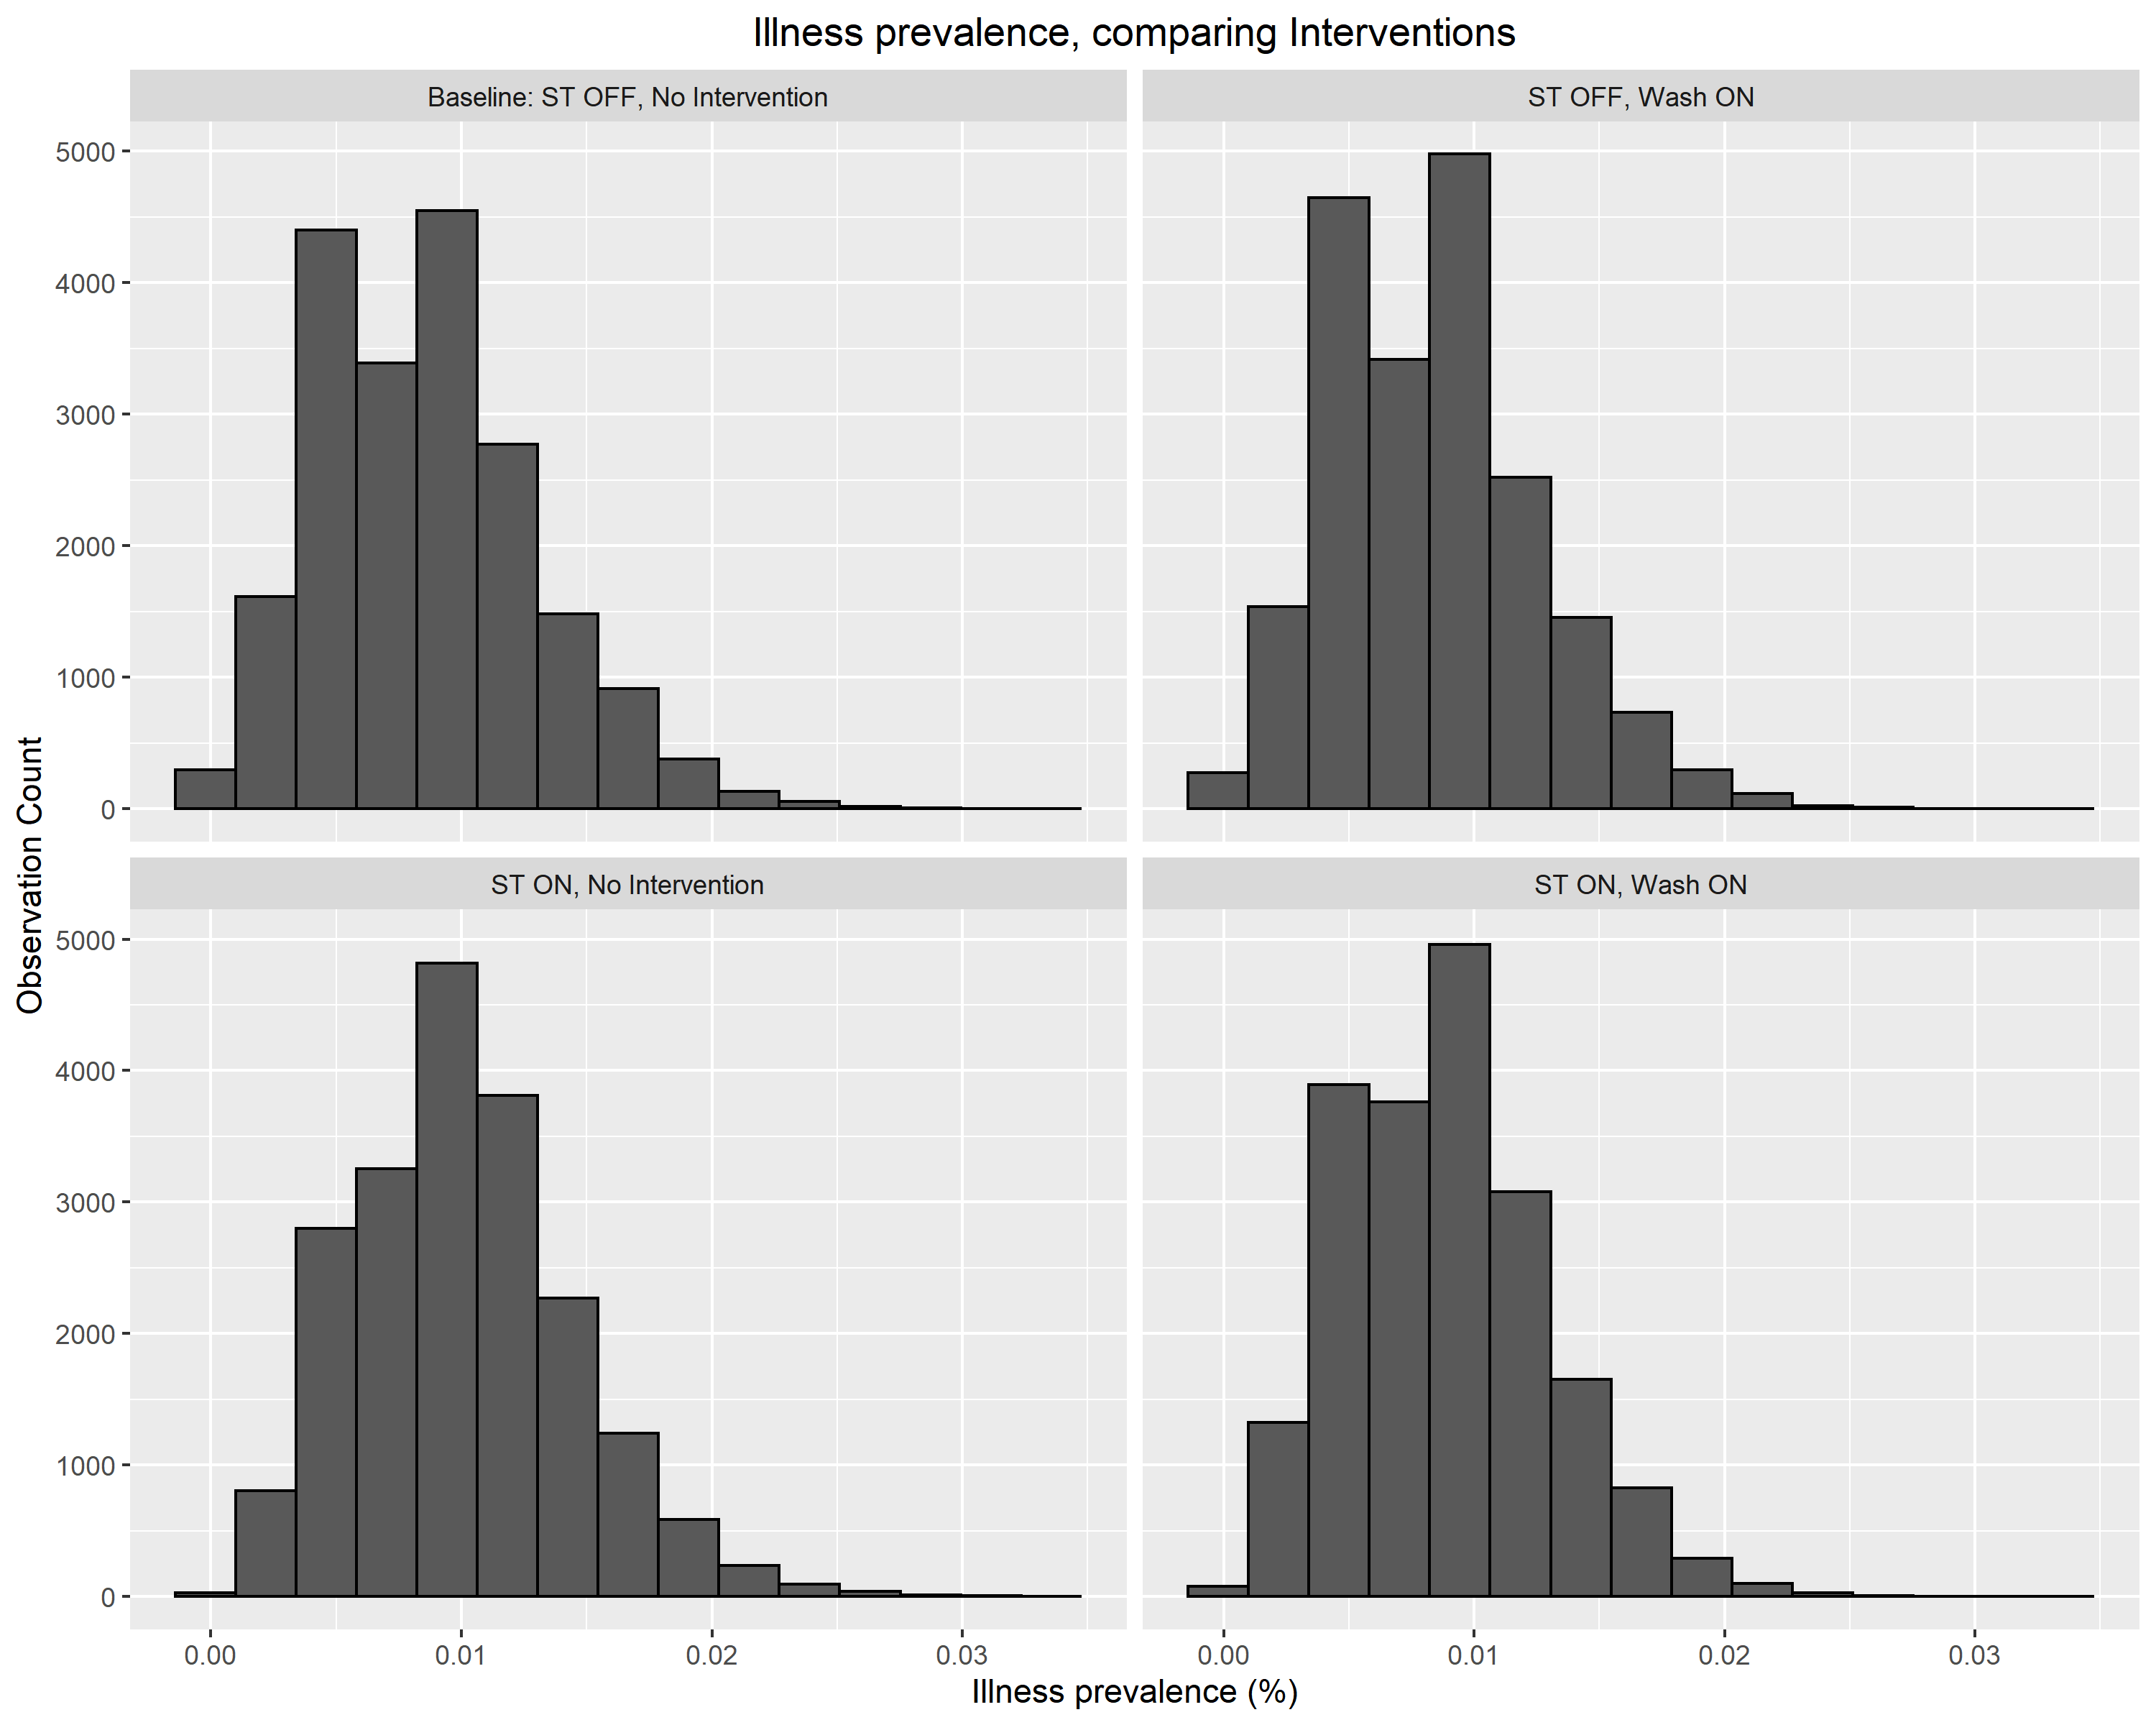 Illness prevalence, comparing Interventions
Baseline: ST OFF, No Intervention
ST OFF, Wash ON
5000
4000
3000
2000
1000
0
Observation Count
ST ON, No Intervention
ST ON, Wash ON
5000
4000
3000
2000
1000
0
0.00 0.01 0.02 0.03
0.00 0.01 0.02 0.03
Illness prevalence (%)